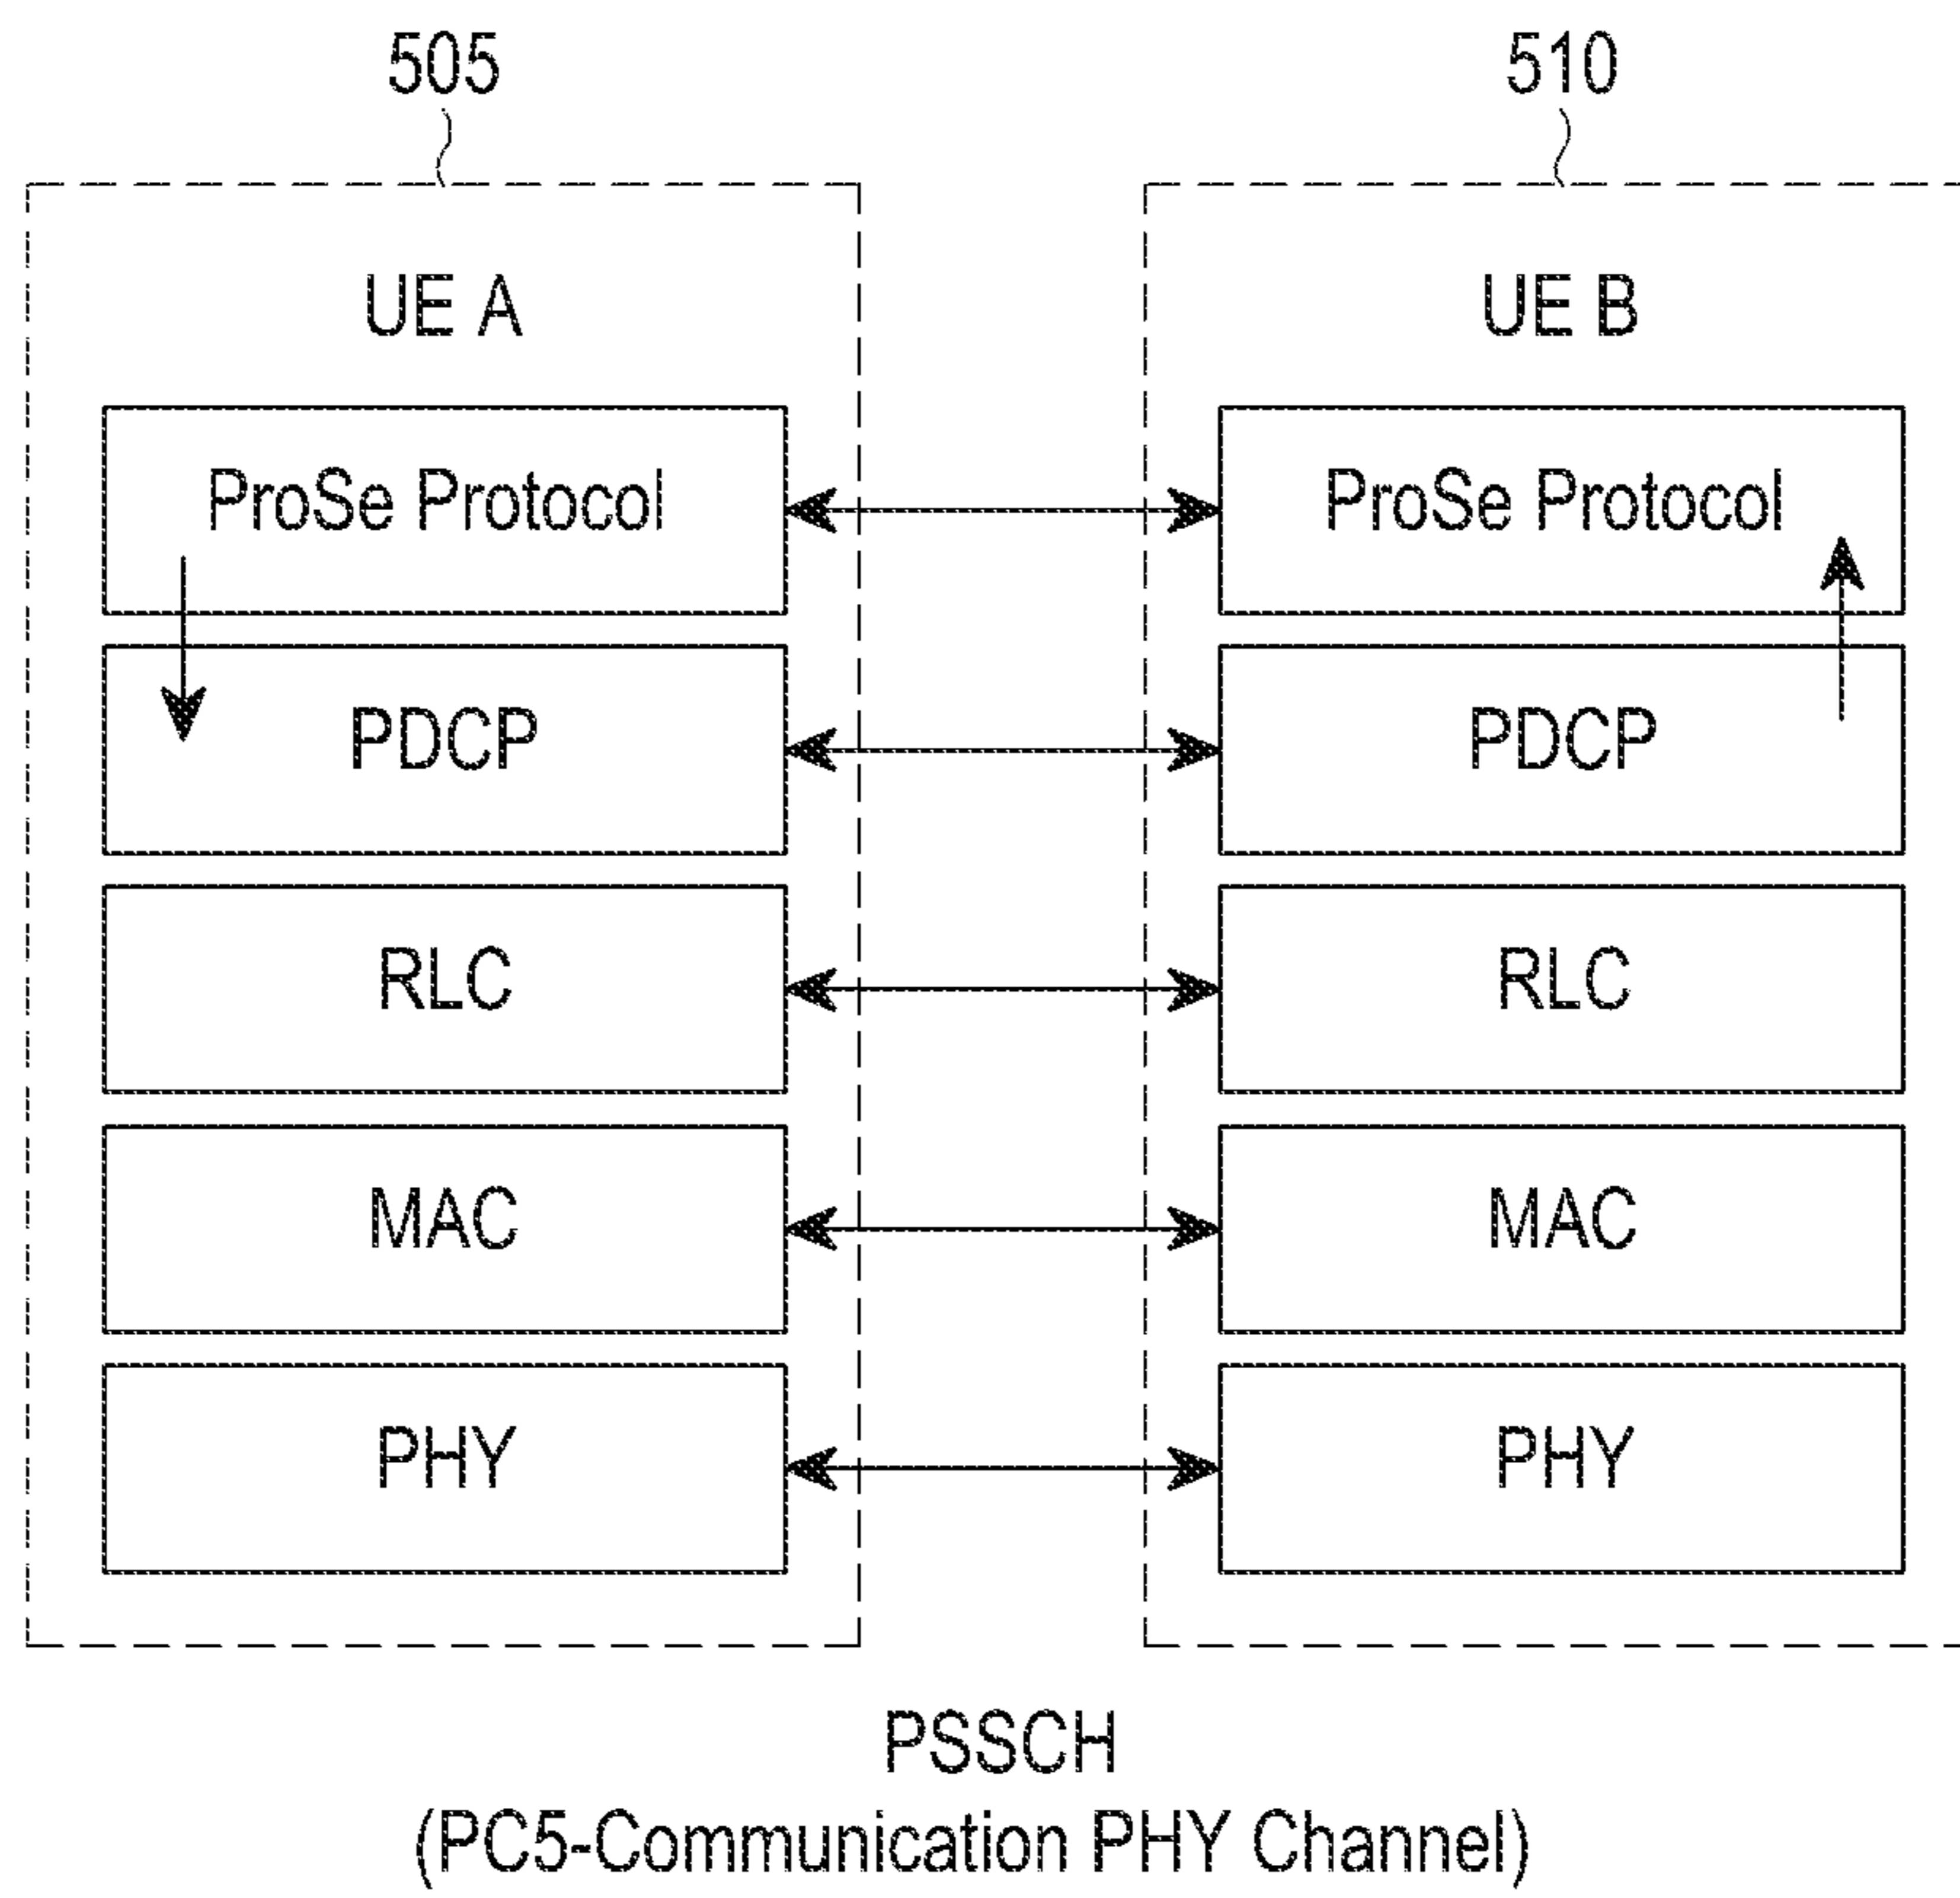 505
510
UE A
UE B
ProSe Protocol
ProSe Protocol
PDCP
PDCP
RLC
RLC
MAC
MAC
PHY
PHY
PSSCH
(PC5-Communication PHY Channel)